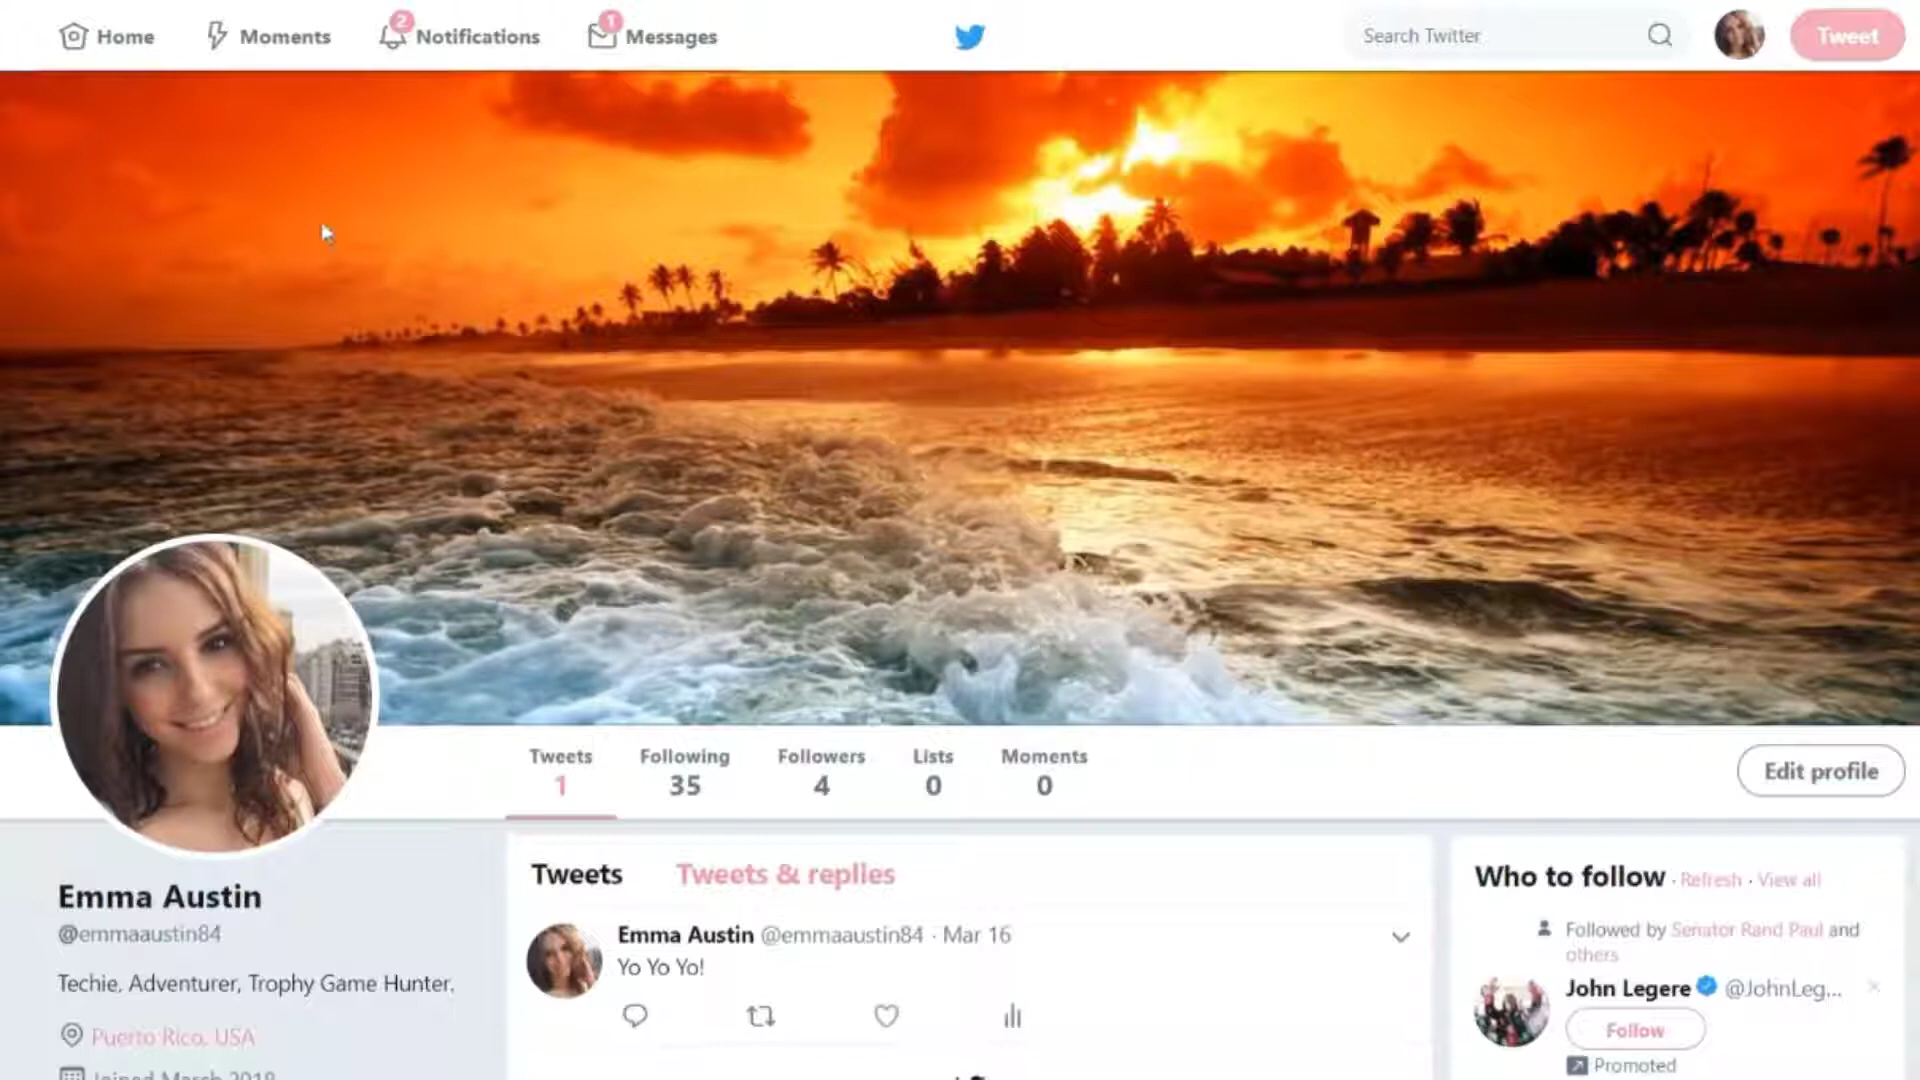 Home
Moments
2
Notifications
1
Messages
Search Twitter
Tweet
Tweets
1
Following
35
Followers
4
Lists
0
Moments
0
Edit profile
Emma Austin
@emmaaustin84
Techie, Adventurer, Trophy Game Hunter.
Puerto Rico, USA
Joined March 2018
Tweets
Tweets & replies
Emma Austin @emmaaustin84 · Mar 16
Yo Yo Yo!
Who to follow · Refresh · View all
Followed by Senator Rand Paul and
others
John Legere @JohnLeg...
Follow
Promoted